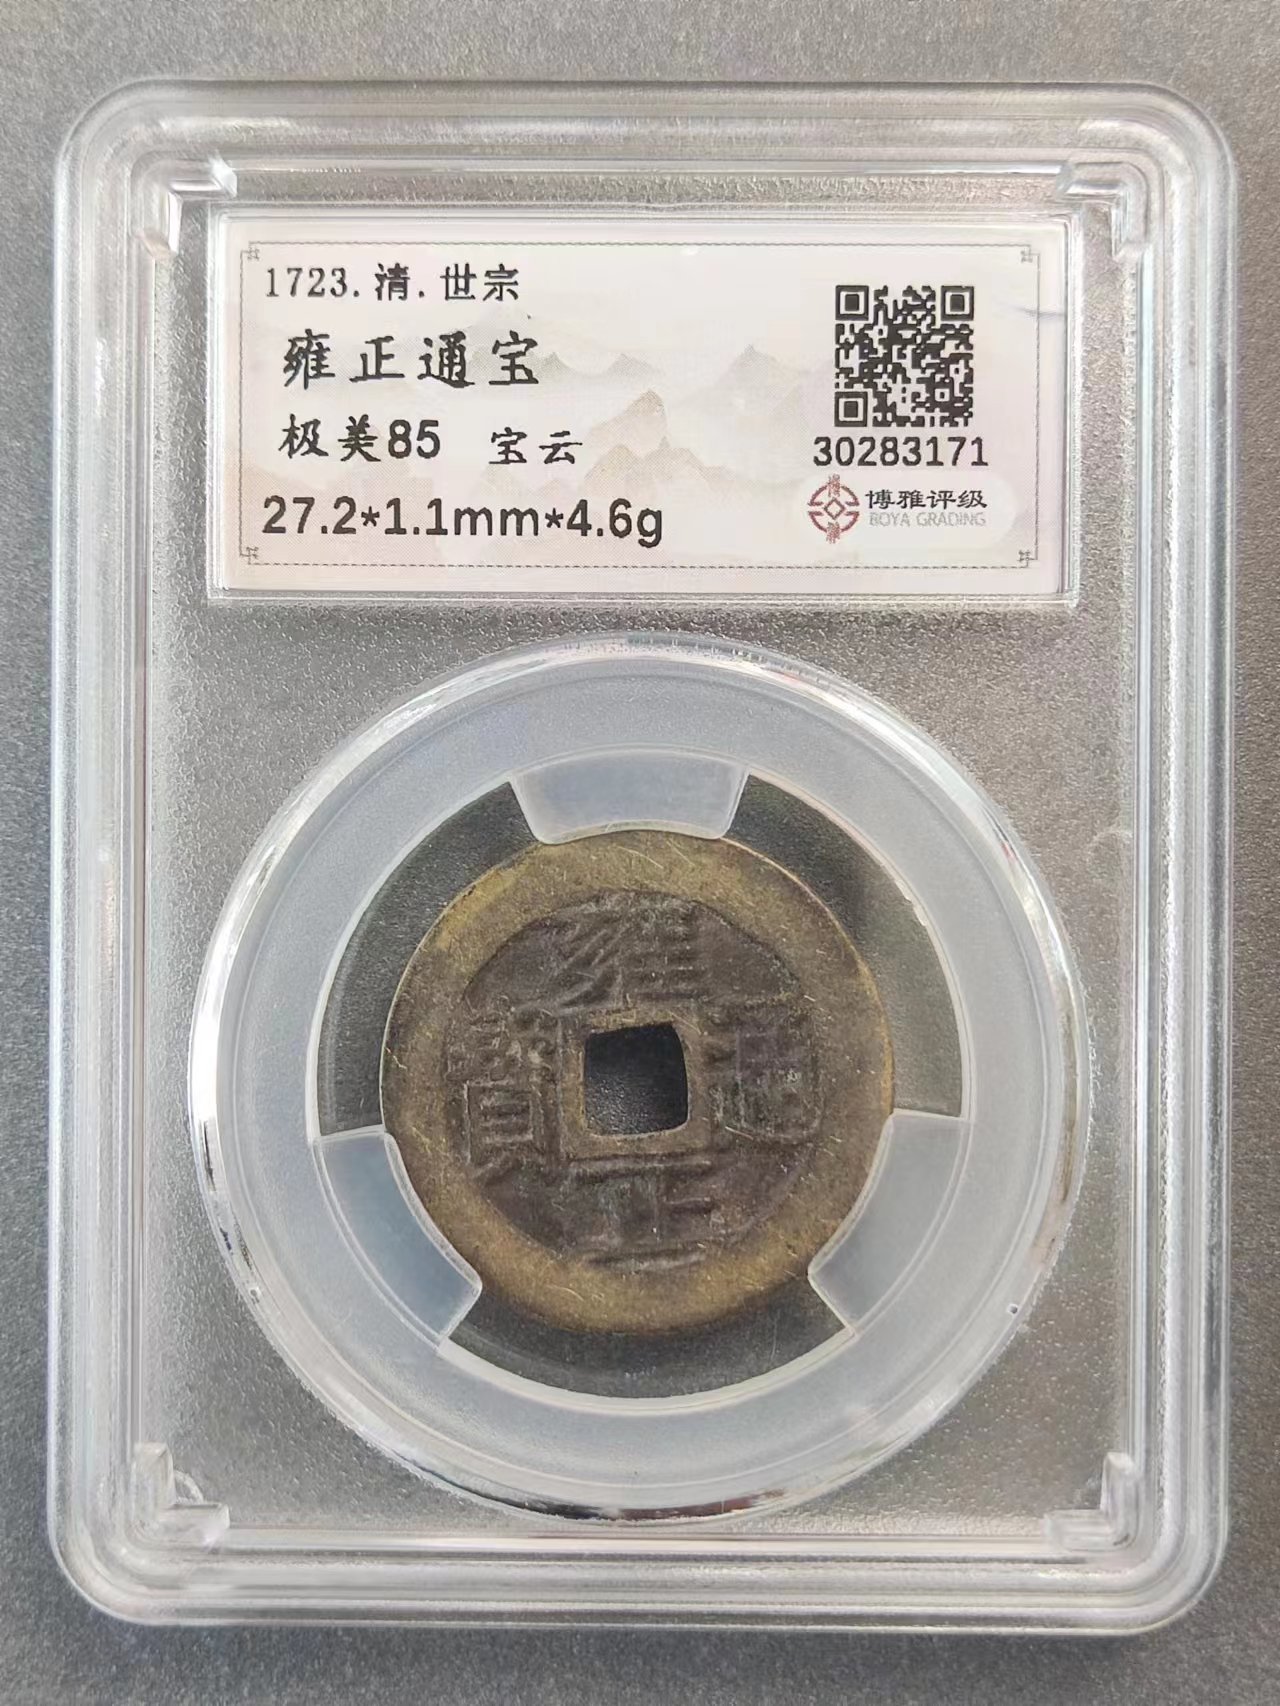 1723.清.世宗
雍正通宝
极美85 宝云
27.2*1.1mm*4.6g
30283171
博雅评级
BOYA GRADING
雍
寶 通
正